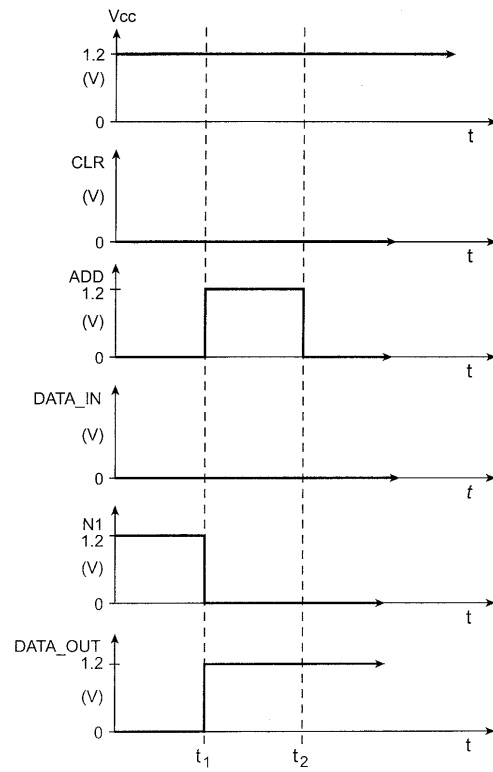 Vcc
1.2
(V)
0
t
CLR
(V)
0
t
ADD
1.2
(V)
0
t
DATA_IN
(V)
0
t
N1
1.2
(V)
0
t
DATA_OUT
1.2
(V)
0
t
t1 t2